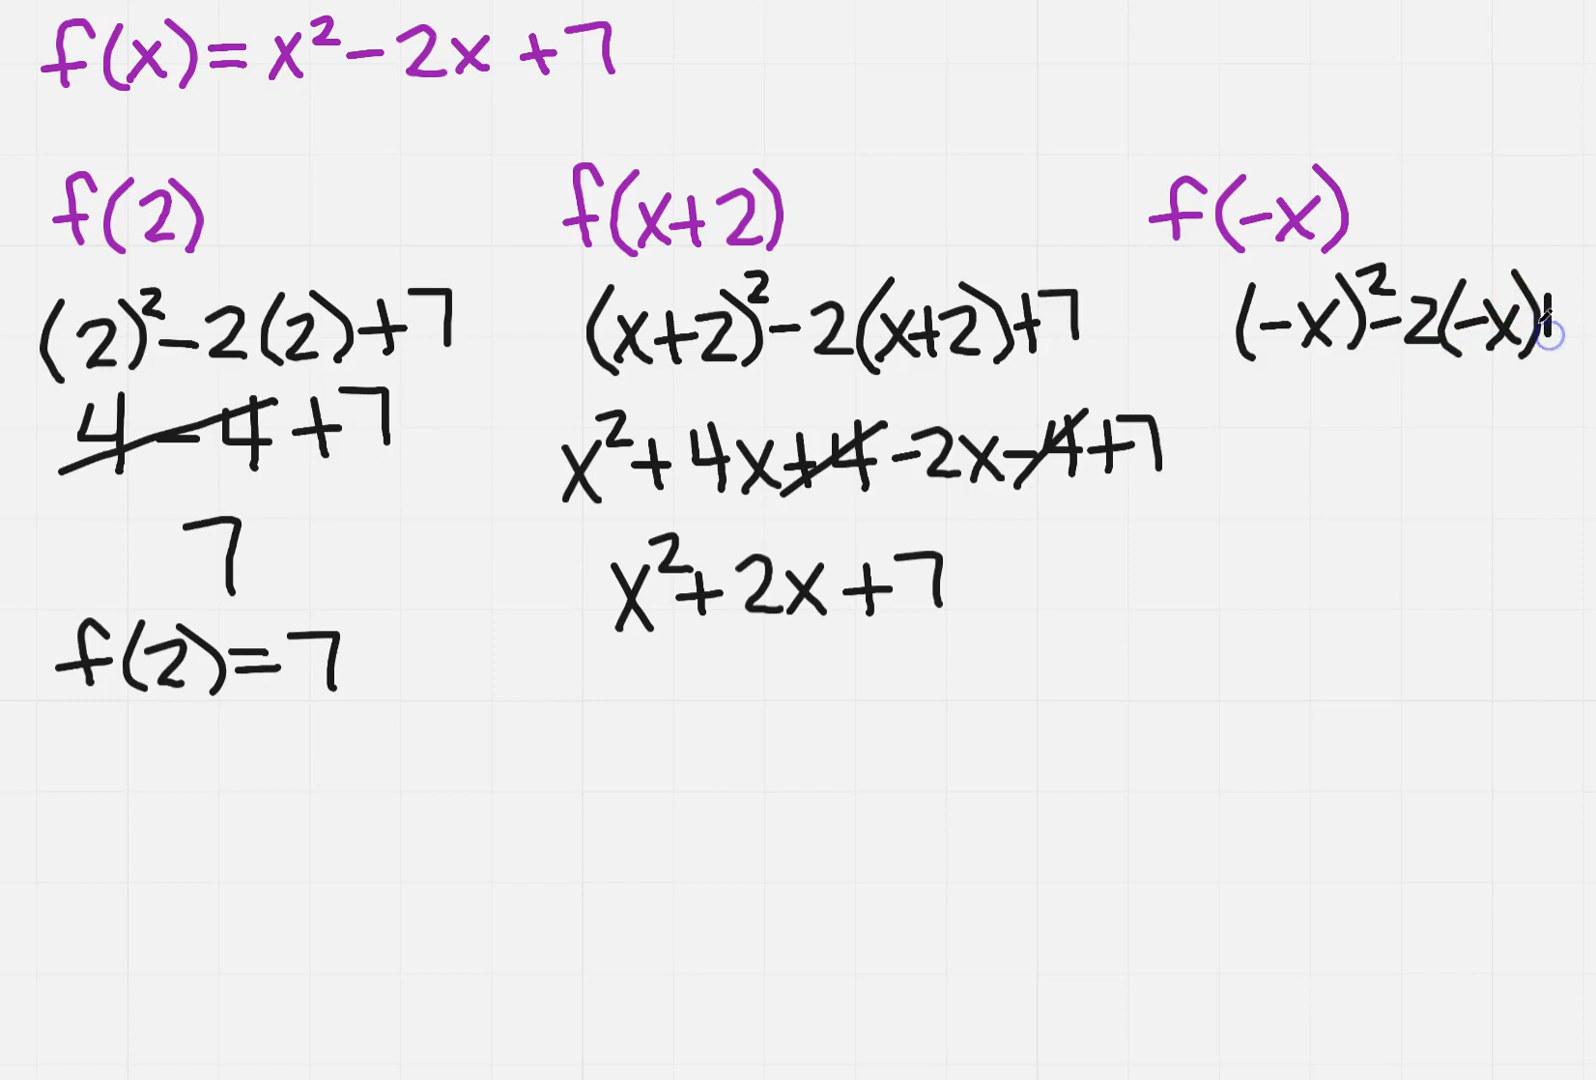 f(x) = x² - 2x + 7
f(2)
(2)² - 2(2) + 7
4 - 4 + 7
7
f(2) = 7
f(x+2)
(x+2)² - 2(x+2) + 7
x² + 4x + 4 - 2x - 4 + 7
x² + 2x + 7
f(-x)
(-x)² - 2(-x)